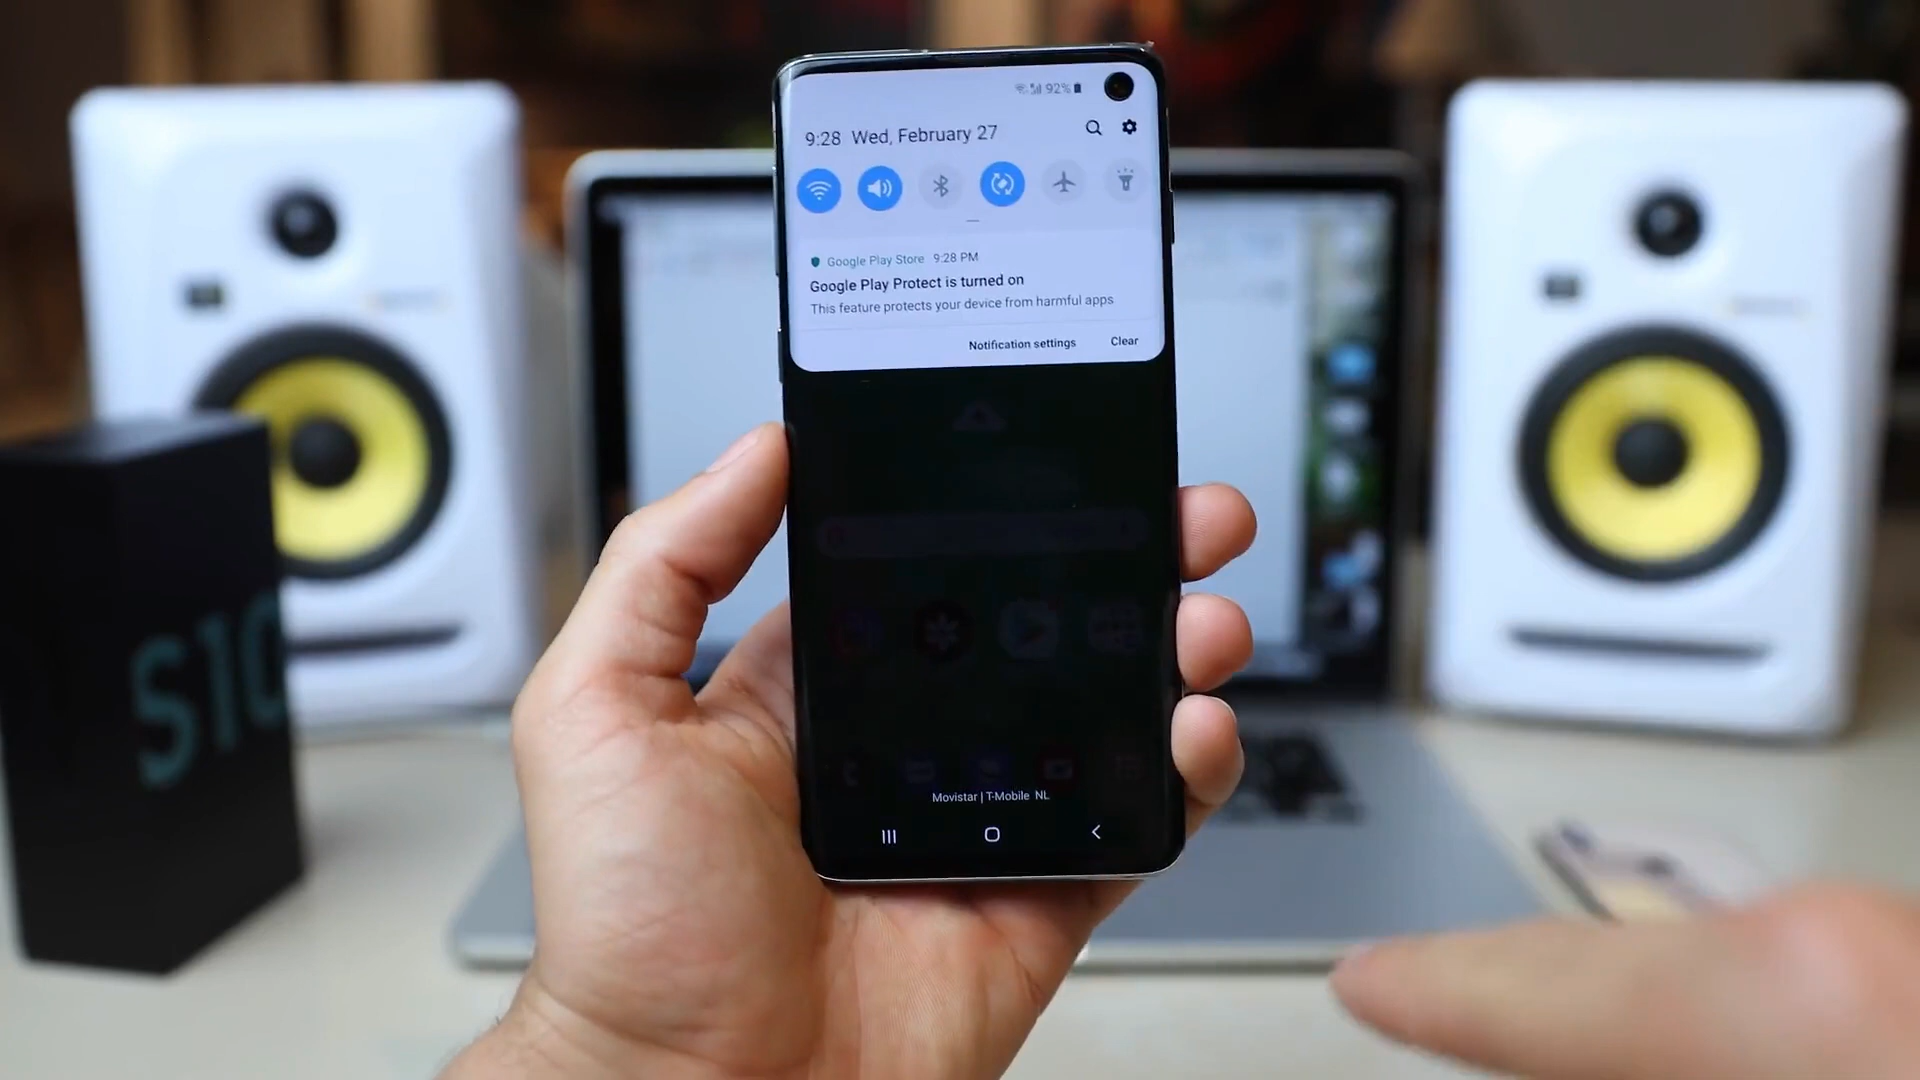 92%
9:28 Wed, February 27
Google Play Store 9:28 PM
Google Play Protect is turned on
This feature protects your device from harmful apps
Notification settings Clear
S10
Movistar | T-Mobile NL